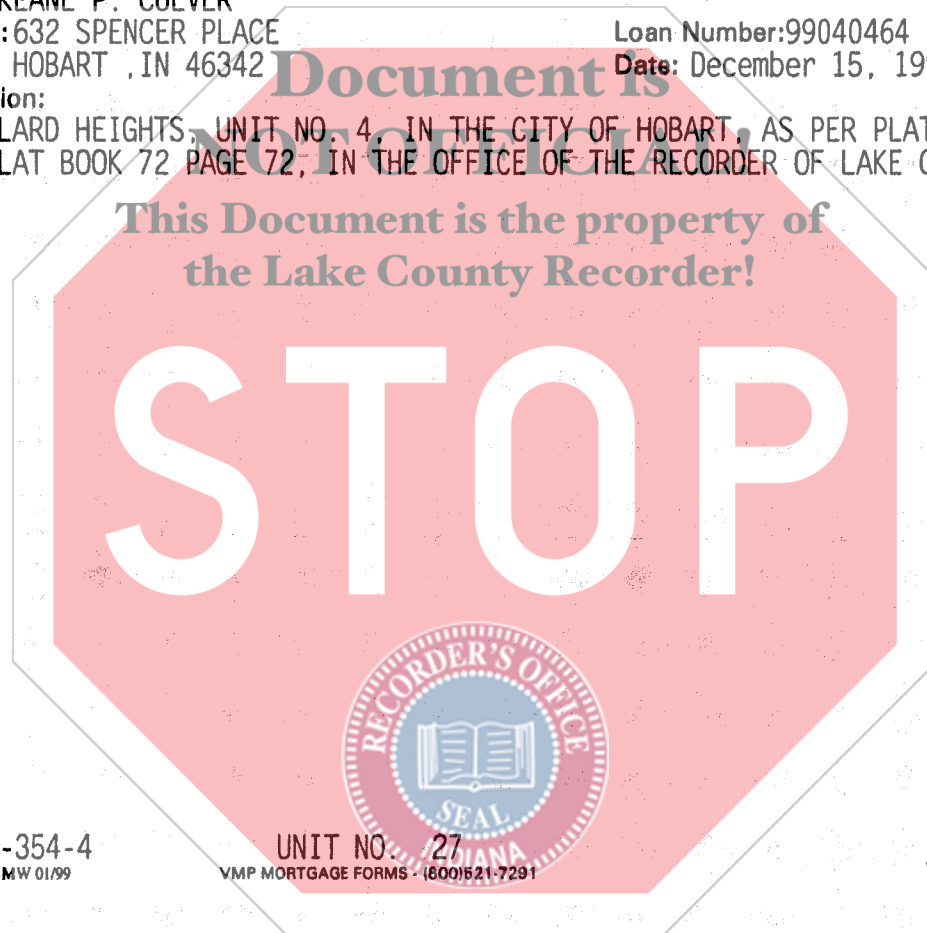 KEANE P. CULVER
:632 SPENCER PLACE Loan Number:99040464
HOBART ,IN 46342 Date: December 15, 19
Document is
ion:
LARD HEIGHTS, UNIT NO. 4, IN THE CITY OF HOBART, AS PER PLAT
NOT OFFICIAL!
LAT BOOK 72 PAGE 72, IN THE OFFICE OF THE RECORDER OF LAKE C
This Document is the property of
the Lake County Recorder!
STOP
RECORDER'S OFFICE
SEAL
INDIANA
-354-4 UNIT NO. 27
MW 01/99 VMP MORTGAGE FORMS - (800)521-7291